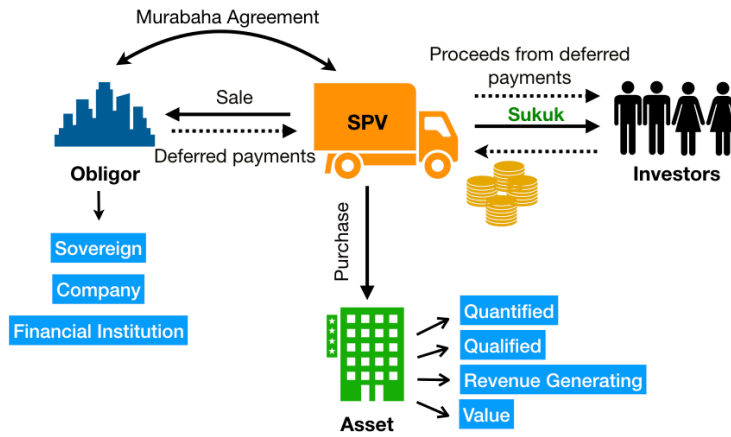 Murabaha Agreement
Sale
Deferred payments
Obligor
Sovereign
Company
Financial Institution
SPV
Purchase
Proceeds from deferred
payments
Sukuk
Investors
Asset
Quantified
Qualified
Revenue Generating
Value